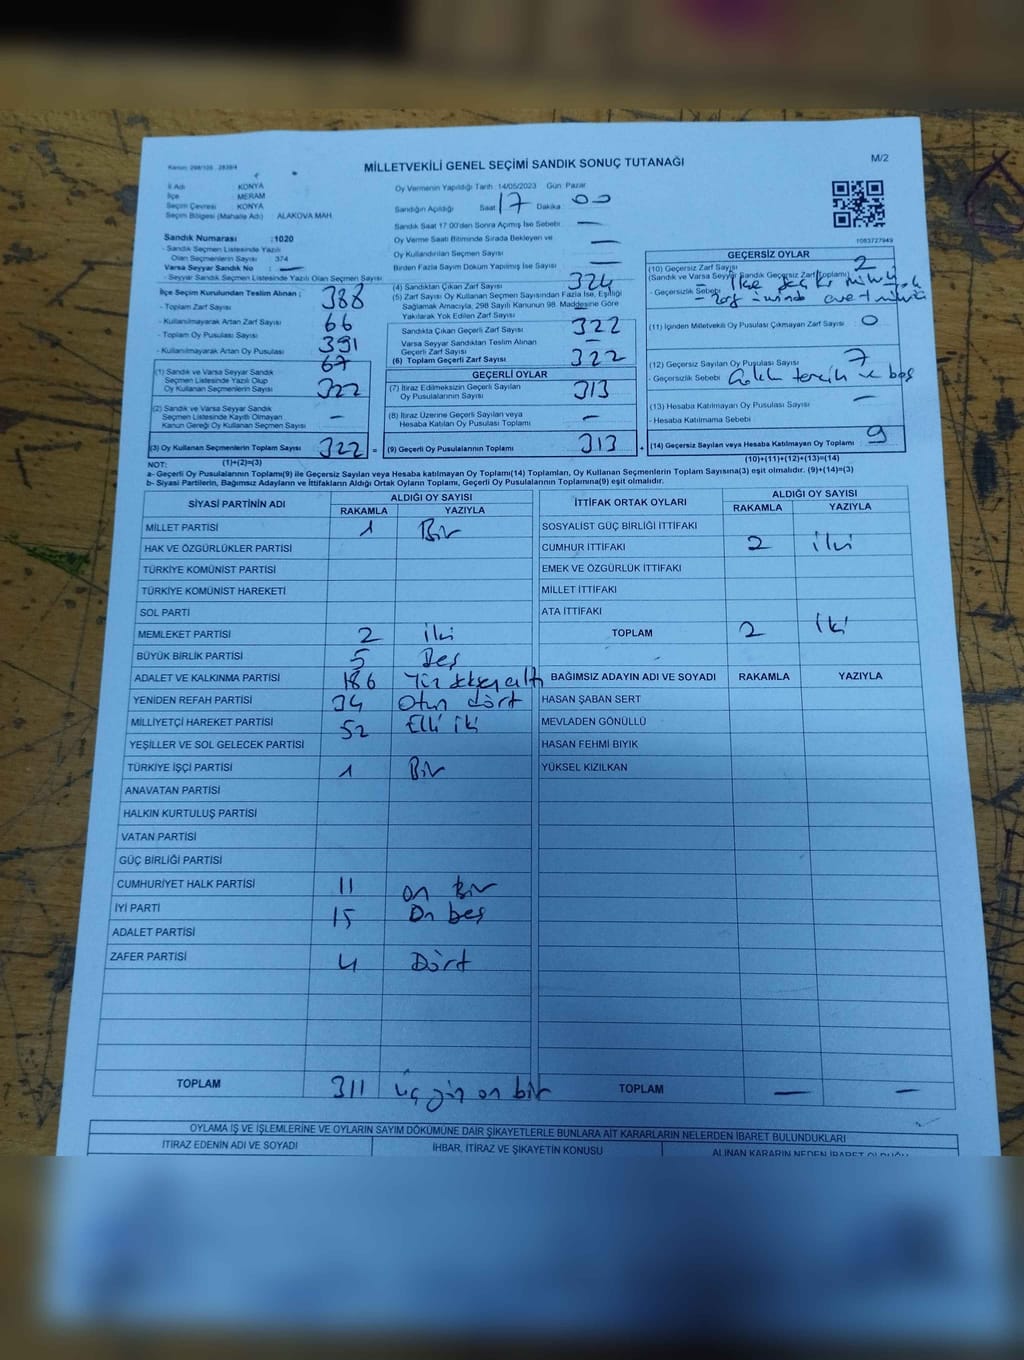 MİLLETVEKİLİ GENEL SEÇİMİ SANDIK SONUÇ TUTANAĞI
M/2
İl Adı KONYA
İlçe MERAM
Seçim Çevresi : KONYA
Seçim Bölgesi (Mahalle Adı) ALAKOVA MAH.
Oy Vermenin Yapıldığı Tarih :14/05/2023 Gün Pazar
Sandığın Açıldığı Saat 17 Dakika 00
Sandık Saat 17.00'den Sonra Açılmış İse Sebebi —
Oy Verme Saati Bitiminde Sırada Bekleyen ve
Oy Kullandırılan Seçmen Sayısı —
Birden Fazla Sayım Döküm Yapılmış İse Sayısı —
1083727949
Sandık Numarası :1020
- Sandık Seçmen Listesinde Yazılı
Olan Seçmenlerin Sayısı 374
Varsa Seyyar Sandık No : —
- Seyyar Sandık Seçmen Listesinde Yazılı Olan Seçmen Sayısı
İlçe Seçim Kurulundan Teslim Alınan ;
- Toplam Zarf Sayısı 388
- Kullanılmayarak Artan Zarf Sayısı 66
- Toplam Oy Pusulası Sayısı 391
- Kullanılmayarak Artan Oy Pusulası 67
(1) Sandık ve Varsa Seyyar Sandık
Seçmen Listesinde Yazılı Olup
Oy Kullanan Seçmenlerin Sayısı 322
(2) Sandık ve Varsa Seyyar Sandık
Seçmen Listesinde Kayıtlı Olmayan
Kanun Gereği Oy Kullanan Seçmen Sayısı —
(3) Oy Kullanan Seçmenlerin Toplam Sayısı 322 =
(1)+(2)=(3)
(4) Sandıktan Çıkan Zarf Sayısı 324
(5) Zarf Sayısı Oy Kullanan Seçmen Sayısından Fazla İse, Eşitliği
Sağlamak Amacıyla, 298 Sayılı Kanunun 98. Maddesine Göre
Yakılarak Yok Edilen Zarf Sayısı
Sandıkta Çıkan Geçerli Zarf Sayısı 322
Varsa Seyyar Sandıktan Teslim Alınan
Geçerli Zarf Sayısı —
(6) Toplam Geçerli Zarf Sayısı 322
GEÇERLİ OYLAR
(7) İtiraz Edilmeksizin Geçerli Sayılan
Oy Pusulasının Sayısı 313
(8) İtiraz Üzerine Geçerli Sayılan veya
Hesaba Katılan Oy Pusulası Toplamı —
(9) Geçerli Oy Pusulalarının Toplamı 313 +
GEÇERSİZ OYLAR
(10) Geçersiz Zarf Sayısı 2
(Sandık ve Varsa Seyyar Sandık Geçersiz Zarf Toplamı)
- Geçersizlik Sebebi
(11) İçinden Milletvekili Oy Pusulası Çıkmayan Zarf Sayısı 0
(12) Geçersiz Sayılan Oy Pusulası Sayısı 7
- Geçersizlik Sebebi tercih ve boş
(13) Hesaba Katılmayan Oy Pusulası Sayısı —
- Hesaba Katılmama Sebebi
(14) Geçersiz Sayılan veya Hesaba Katılmayan Oy Toplamı 9
(10)+(11)+(12)+(13)=(14)
NOT:
a- Geçerli Oy Pusulalarının Toplamı(9) ile Geçersiz Sayılan veya Hesaba katılmayan Oy Toplamı(14) Toplamları, Oy Kullanan Seçmenlerin Toplam Sayısına(3) eşit olmalıdır. (9)+(14)=(3)
b- Siyasi Partilerin, Bağımsız Adayların ve İttifakların Aldığı Ortak Oyların Toplamı, Geçerli Oy Pusulalarının Toplamına(9) eşit olmalıdır.
SİYASİ PARTİNİN ADI ALDIĞI OY SAYISI
RAKAMLA YAZIYLA
MİLLET PARTİSİ 1 Bir
HAK VE ÖZGÜRLÜKLER PARTİSİ
TÜRKİYE KOMÜNİST PARTİSİ
TÜRKİYE KOMÜNİST HAREKETİ
SOL PARTİ
MEMLEKET PARTİSİ 2 iki
BÜYÜK BİRLİK PARTİSİ 5 Beş
ADALET VE KALKINMA PARTİSİ 186
YENİDEN REFAH PARTİSİ 34 Otuz dört
MİLLİYETÇİ HAREKET PARTİSİ 52 Elli iki
YEŞİLLER VE SOL GELECEK PARTİSİ
TÜRKİYE İŞÇİ PARTİSİ 1 Bir
ANAVATAN PARTİSİ
HALKIN KURTULUŞ PARTİSİ
VATAN PARTİSİ
GÜÇ BİRLİĞİ PARTİSİ
CUMHURİYET HALK PARTİSİ 11 on bir
İYİ PARTİ 15 On beş
ADALET PARTİSİ
ZAFER PARTİSİ 4 Dört
TOPLAM 311 üç yüz on bir
İTTİFAK ORTAK OYLARI ALDIĞI OY SAYISI
RAKAMLA YAZIYLA
SOSYALİST GÜÇ BİRLİĞİ İTTİFAKI
CUMHUR İTTİFAKI 2 iki
EMEK VE ÖZGÜRLÜK İTTİFAKI
MİLLET İTTİFAKI
ATA İTTİFAKI
TOPLAM 2 iki
BAĞIMSIZ ADAYIN ADI VE SOYADI RAKAMLA YAZIYLA
HASAN ŞABAN SERT
MEVLADEN GÖNÜLLÜ
HASAN FEHMİ BIYIK
YÜKSEL KIZILKAN
TOPLAM — —
OYLAMA İŞ VE İŞLEMLERİNE VE OYLARIN SAYIM DÖKÜMÜNE DAİR ŞİKAYETLERLE BUNLARA AİT KARARLARIN NELERDEN İBARET BULUNDUKLARI
İTİRAZ EDENİN ADI VE SOYADI İHBAR, İTİRAZ VE ŞİKAYETİN KONUSU ALINAN KARARIN NEDEN İBARET OLDUĞU